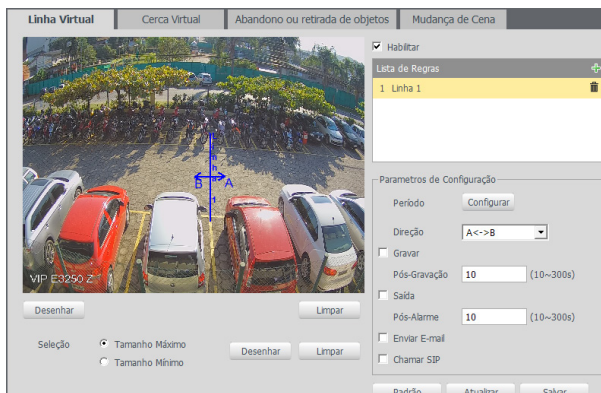 Linha Virtual
Cerca Virtual
Abandono ou retirada de objetos
Mudança de Cena
Habilitar
Lista de Regras
1 Linha 1
Linha 1
B A
VIP E3250 Z
Desenhar
Limpar
Seleção
Tamanho Máximo
Tamanho Mínimo
Desenhar
Limpar
Parametros de Configuração
Período
Configurar
Direção
A<->B
Gravar
Pós-Gravação 10 (10~300s)
Saída
Pós-Alarme 10 (10~300s)
Enviar E-mail
Chamar SIP
Padrão
Atualizar
Salvar